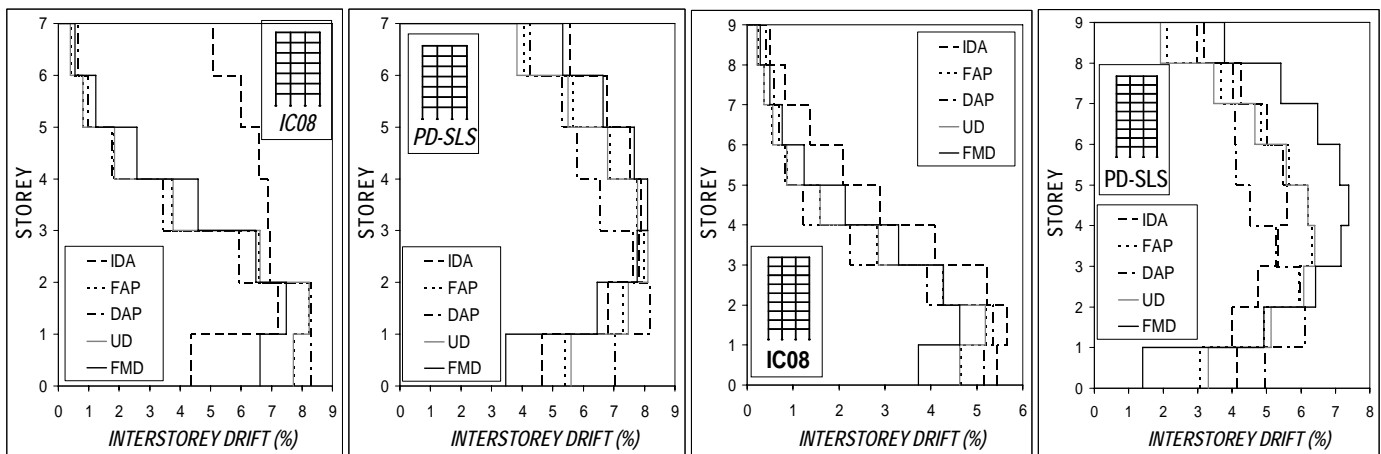 STOREY
7
6
5
4
3
2
1
0
IC08
IDA
FAP
DAP
UD
FMD
0 1 2 3 4 5 6 7 8 9
INTERSTOREY DRIFT (%)
STOREY
7
6
5
4
3
2
1
0
PD-SLS
IDA
FAP
DAP
UD
FMD
0 1 2 3 4 5 6 7 8 9
INTERSTOREY DRIFT (%)
STOREY
9
8
7
6
5
4
3
2
1
0
IDA
FAP
DAP
UD
FMD
IC08
0 1 2 3 4 5 6
INTERSTOREY DRIFT (%)
STOREY
9
8
7
6
5
4
3
2
1
0
PD-SLS
IDA
FAP
DAP
UD
FMD
0 1 2 3 4 5 6 7 8
INTERSTOREY DRIFT (%)